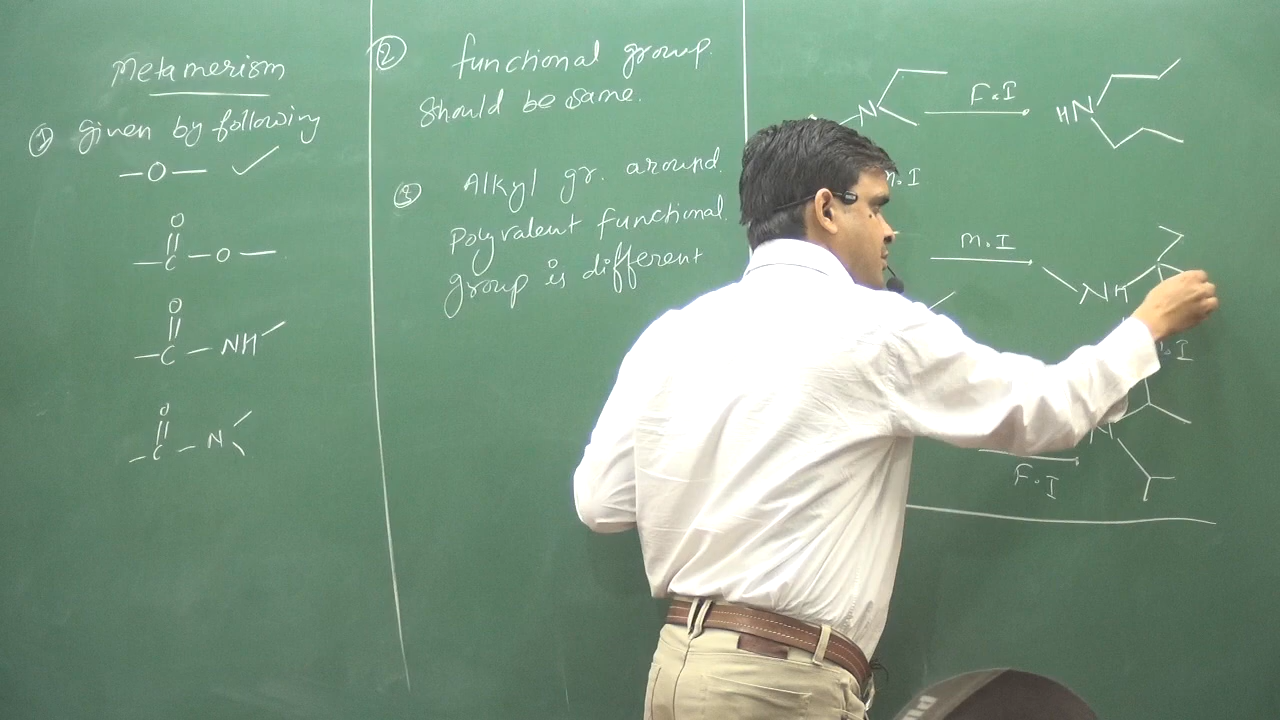 Metamerism
① Given by following
-O- ✓
O
-C-O-
O
-C-NH
O
-C-N
② functional group
Should be same.
③ Alkyl gr. around
polyvalent functional
group is different
N F.I HN
M.I
M.I NH
.I
N
F.I